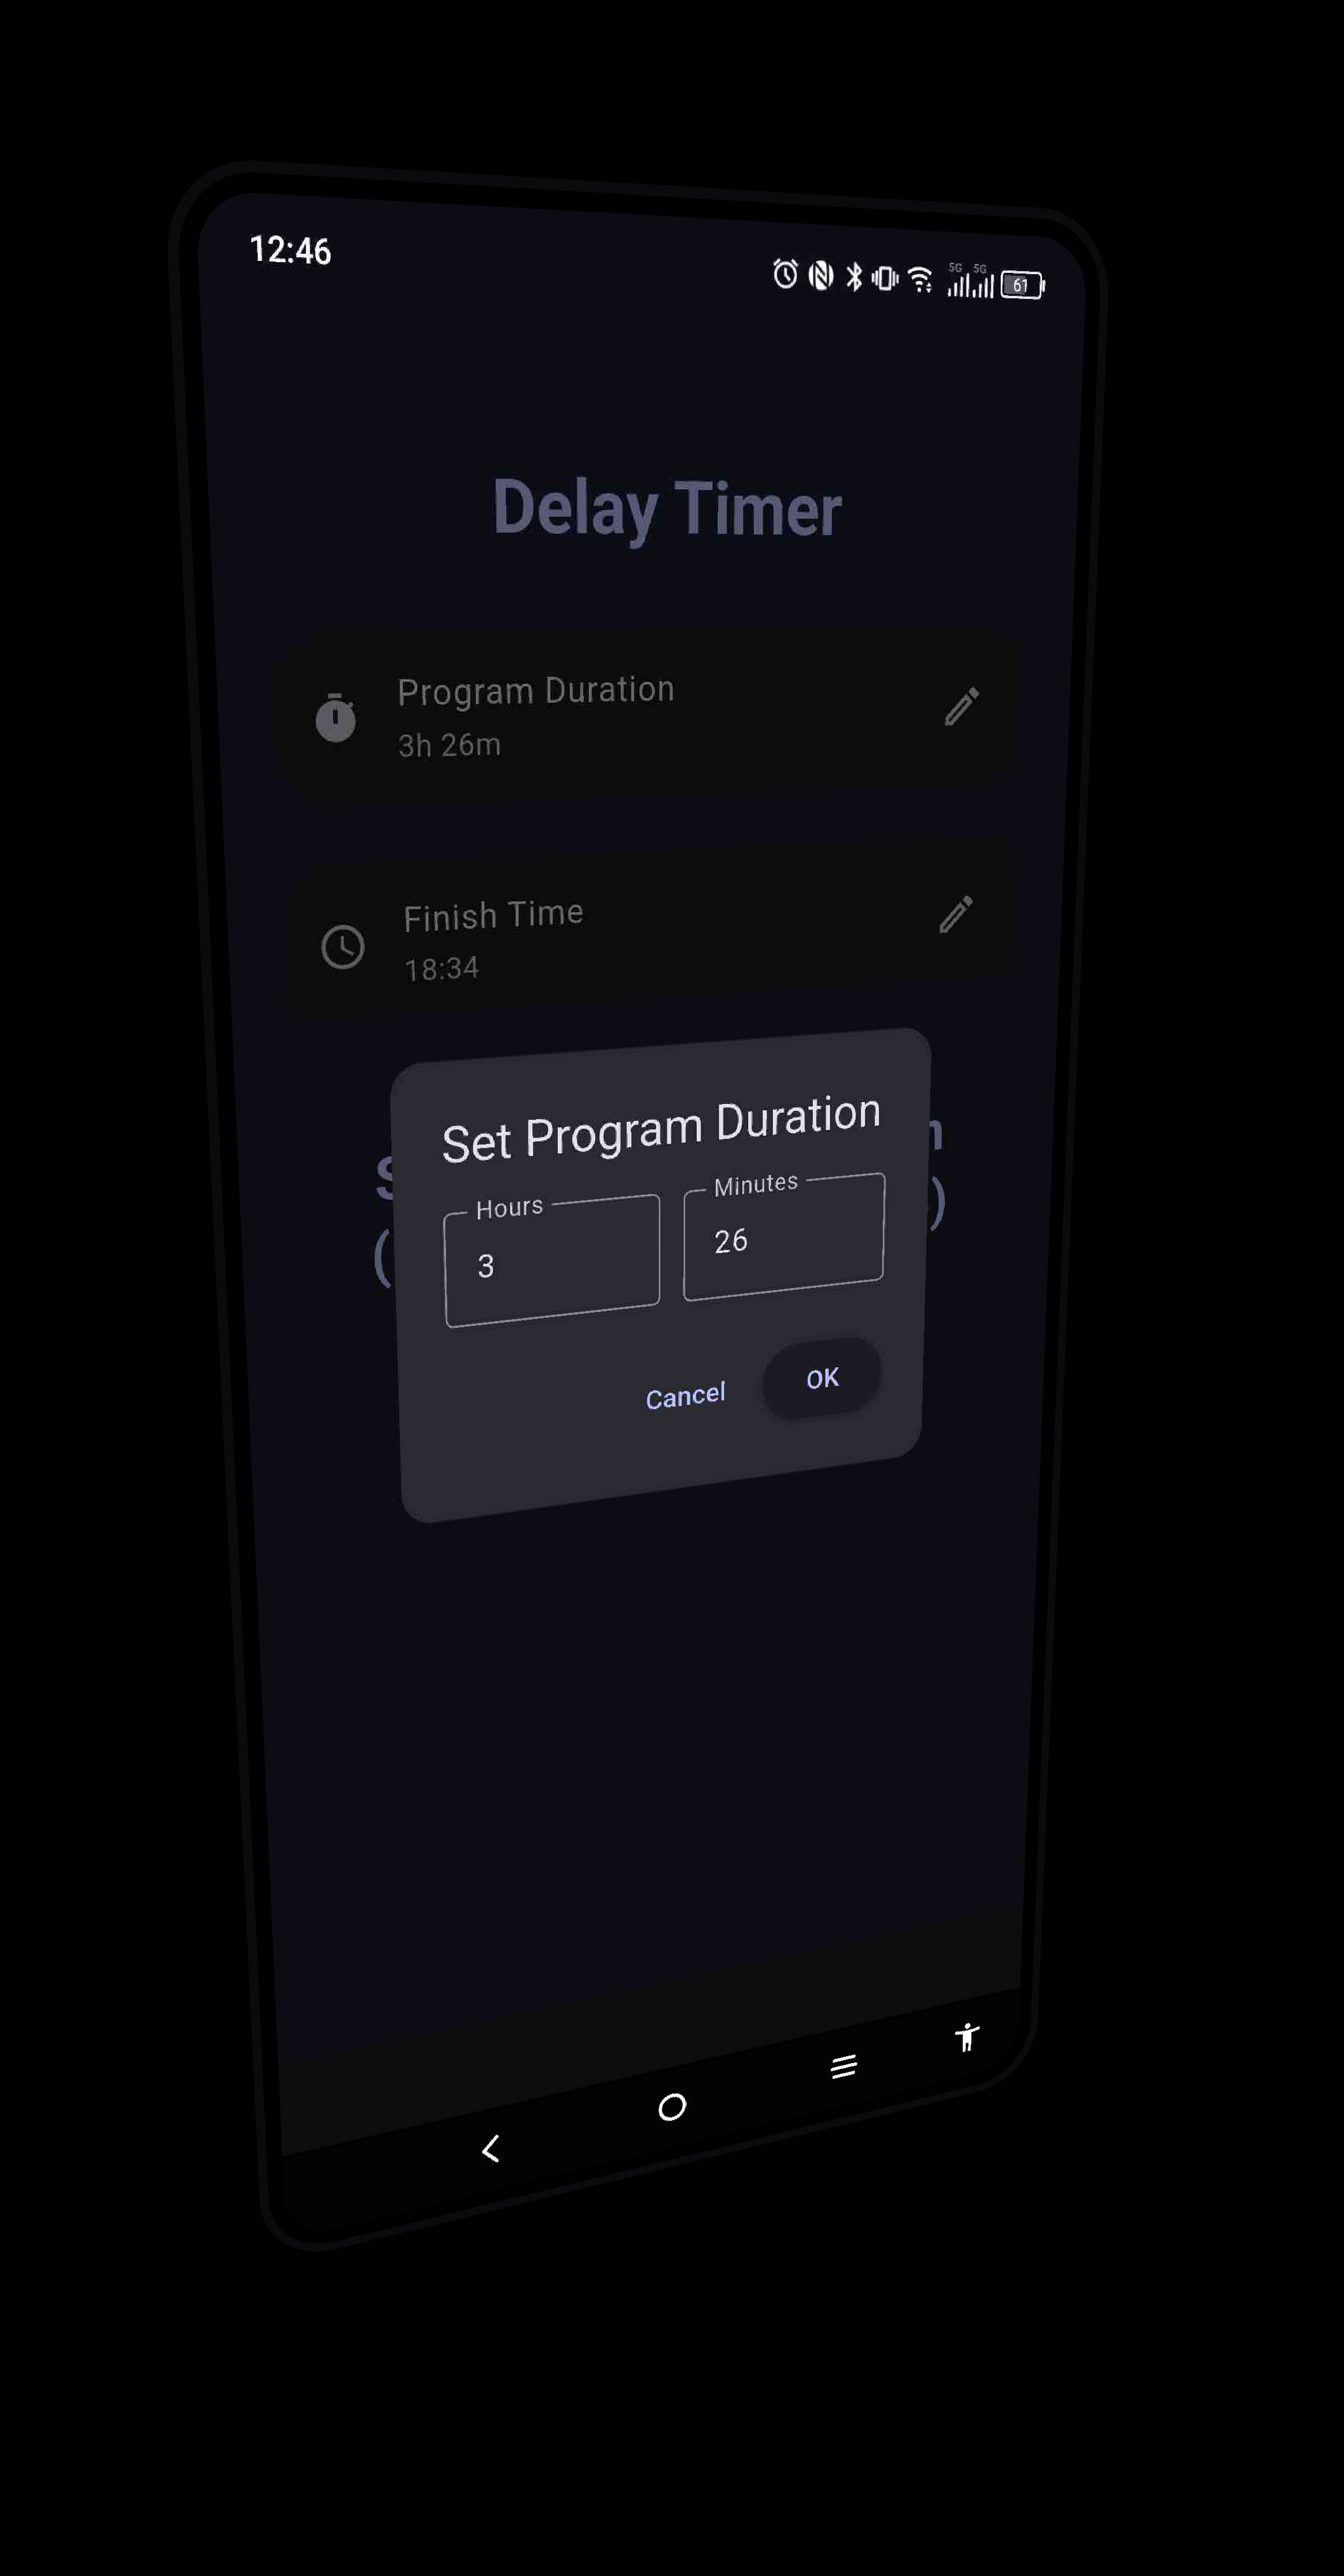 12:46
5G 5G
61
Delay Timer
Program Duration
3h 26m
Finish Time
18:34
Set Program Duration
Hours
Minutes
3
26
Cancel
OK